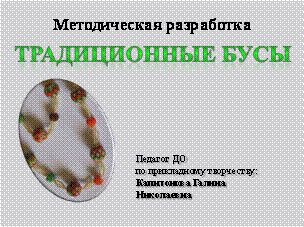 Методическая разработка
ТРАДИЦИОННЫЕ БУСЫ
Педагог ДО
по прикладному творчеству:
Капитонова Галина
Николаевна